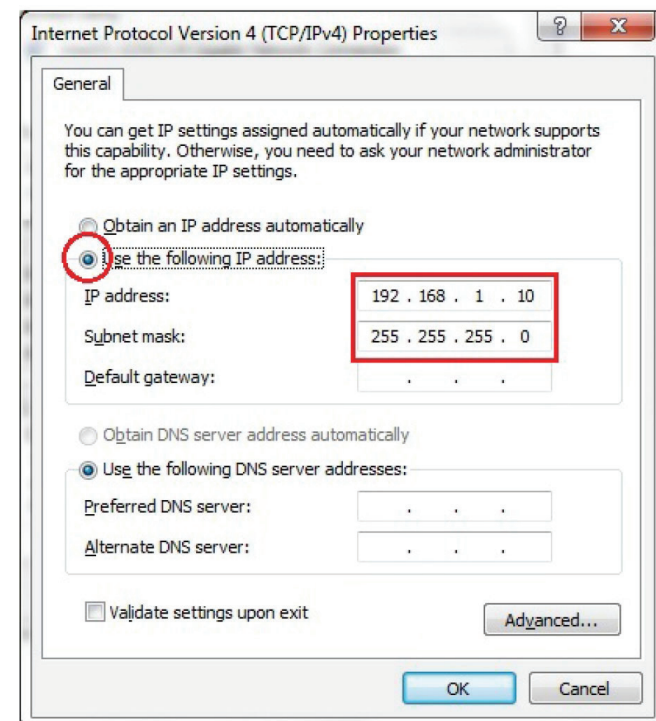 Internet Protocol Version 4 (TCP/IPv4) Properties
General
You can get IP settings assigned automatically if your network supports
this capability. Otherwise, you need to ask your network administrator
for the appropriate IP settings.
Obtain an IP address automatically
Use the following IP address:
IP address: 192 . 168 . 1 . 10
Subnet mask: 255 . 255 . 255 . 0
Default gateway: . . .
Obtain DNS server address automatically
Use the following DNS server addresses:
Preferred DNS server: . . .
Alternate DNS server: . . .
Validate settings upon exit
Advanced...
OK Cancel